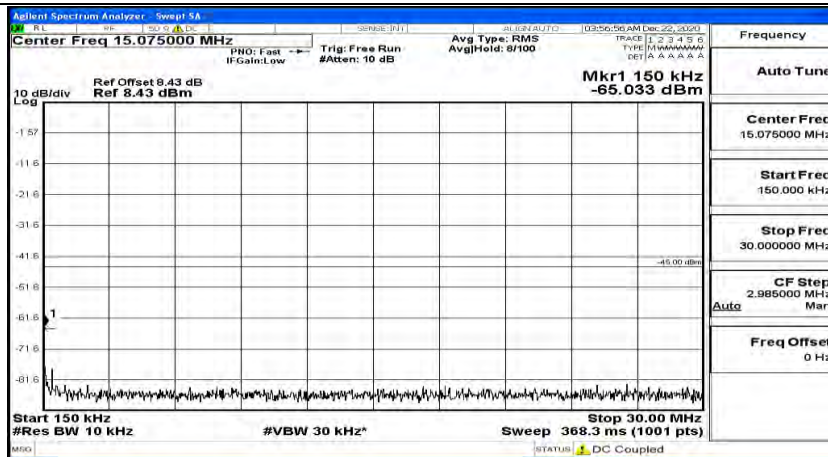 Agilent Spectrum Analyzer - Swept SA
RL RF 50 Ω DC SENSE:INT ALIGN AUTO 03:56:56 AM Dec 22, 2020
Center Freq 15.075000 MHz
PNO: Fast
IFGain:Low
Trig: Free Run
#Atten: 10 dB
Avg Type: RMS
Avg|Hold: 8/100
TRACE 1 2 3 4 5 6
TYPE MWWWWW
DET A A A A A A
Ref Offset 8.43 dB
10 dB/div Ref 8.43 dBm
Log
Mkr1 150 kHz
-65.033 dBm
-1.57
-11.6
-21.6
-31.6
-41.6
-45.00 dBm
-51.6
-61.6
1
-71.6
-81.6
Start 150 kHz
Stop 30.00 MHz
#Res BW 10 kHz #VBW 30 kHz* Sweep 368.3 ms (1001 pts)
MSG STATUS DC Coupled
Frequency
Auto Tune
Center Freq
15.075000 MHz
Start Freq
150.000 kHz
Stop Freq
30.000000 MHz
CF Step
2.985000 MHz
Auto Man
Freq Offset
0 Hz